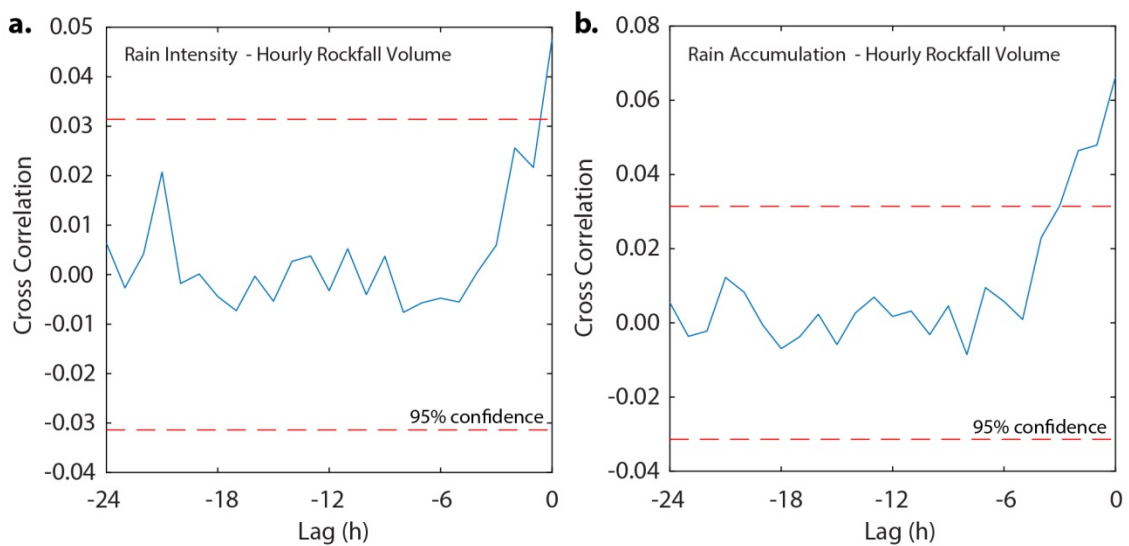 a.
Rain Intensity - Hourly Rockfall Volume
Cross Correlation
0.05
0.04
0.03
0.02
0.01
0.00
-0.01
-0.02
-0.03
-0.04
95% confidence
-24
-18
-12
-6
0
Lag (h)
b.
Rain Accumulation - Hourly Rockfall Volume
Cross Correlation
0.08
0.06
0.04
0.02
0.00
-0.02
-0.04
95% confidence
-24
-18
-12
-6
0
Lag (h)